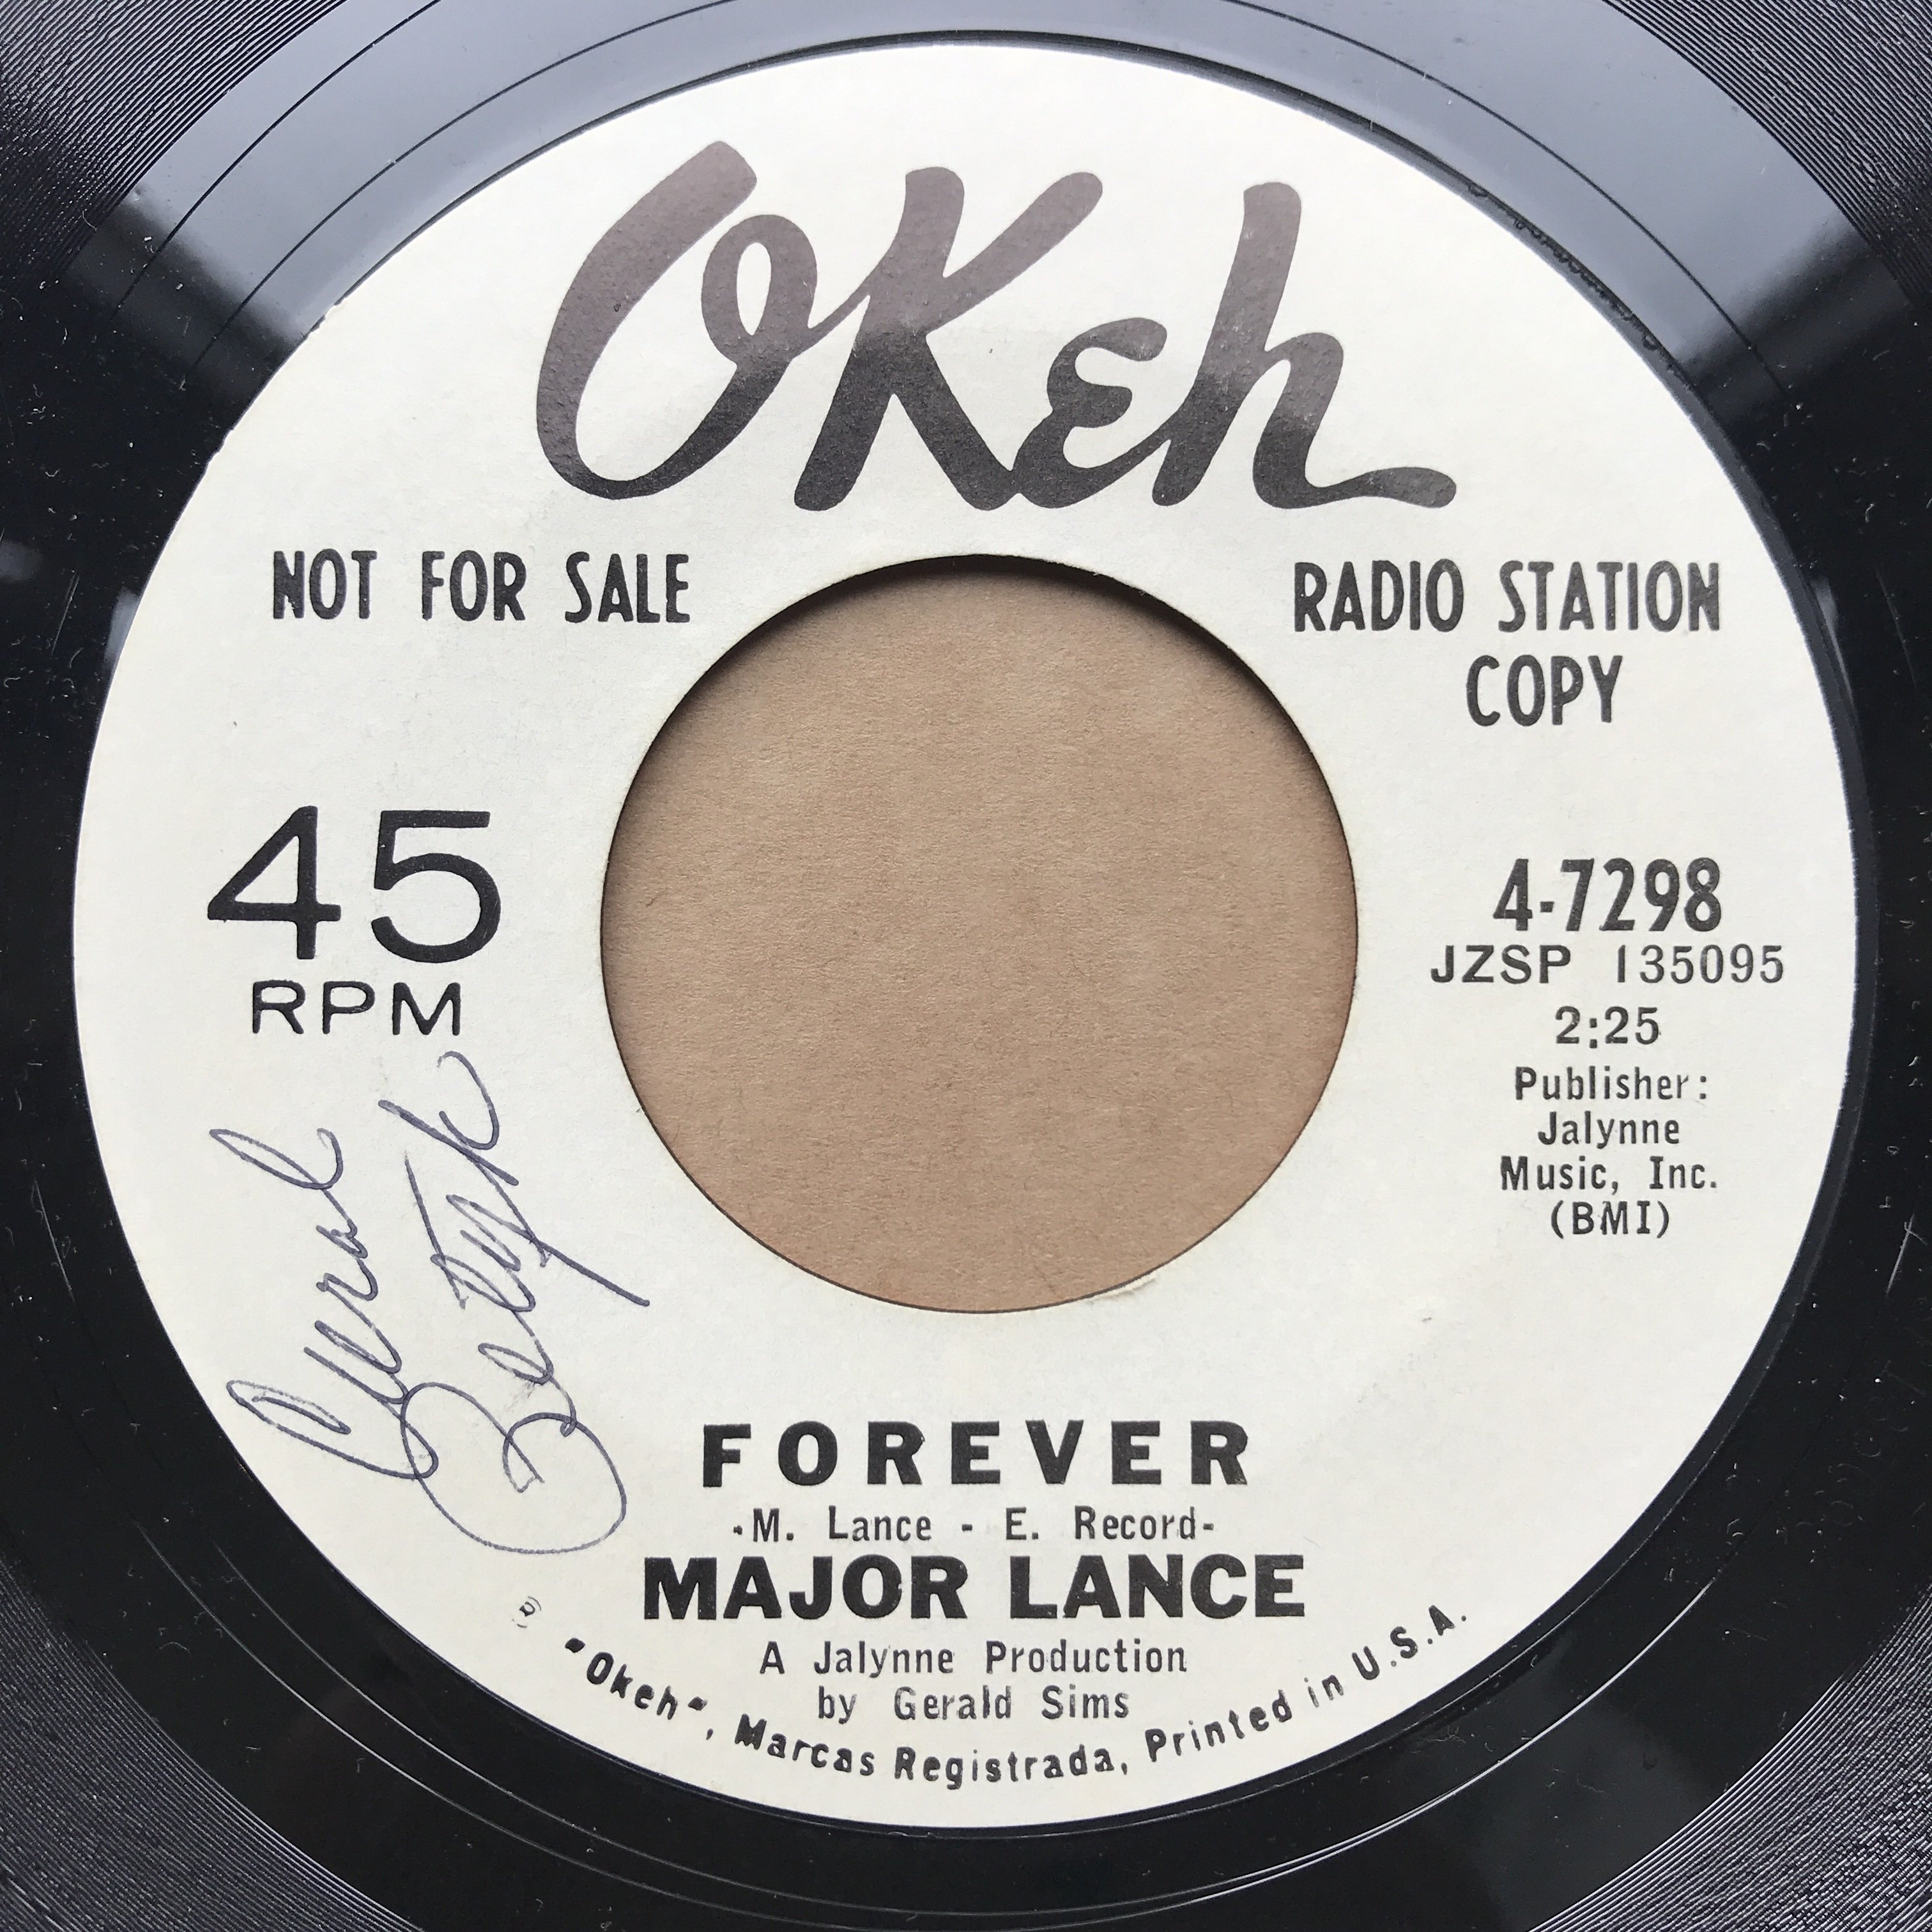 OKeh
NOT FOR SALE
RADIO STATION
COPY
45
RPM
4-7298
JZSP 135095
2:25
Publisher:
Jalynne
Music, Inc.
(BMI)
FOREVER
-M. Lance - E. Record-
MAJOR LANCE
A Jalynne Production
by Gerald Sims
® "Okeh", Marcas Registrada, Printed in U.S.A.